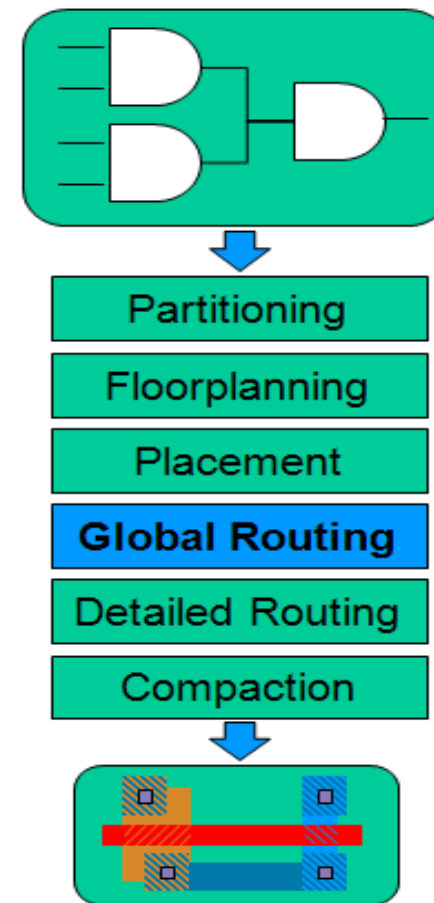 Partitioning
Floorplanning
Placement
Global Routing
Detailed Routing
Compaction